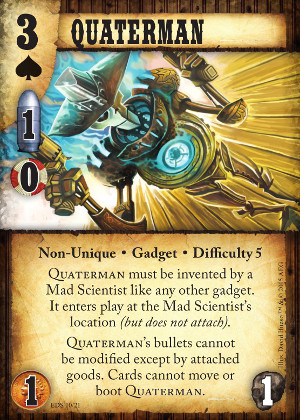 3
QUATERMAN
1
0
Non-Unique • Gadget • Difficulty 5
QUATERMAN must be invented by a
Mad Scientist like any other gadget.
It enters play at the Mad Scientist's
location (but does not attach).
QUATERMAN's bullets cannot
be modified except by attached
goods. Cards cannot move or
boot QUATERMAN.
1
1